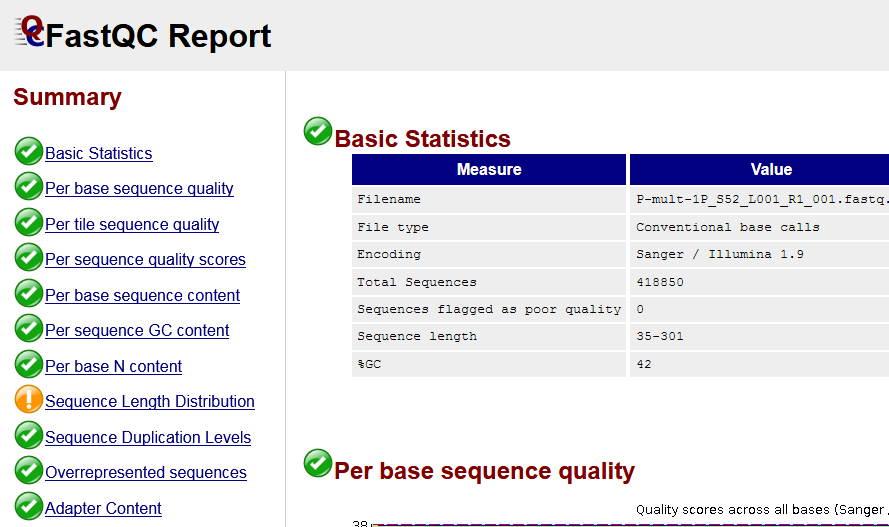 FastQC Report
Summary
Basic Statistics
Per base sequence quality
Per tile sequence quality
Per sequence quality scores
Per base sequence content
Per sequence GC content
Per base N content
Sequence Length Distribution
Sequence Duplication Levels
Overrepresented sequences
Adapter Content
Basic Statistics
Measure Value
Filename P-mult-1P_S52_L001_R1_001.fastq.
File type Conventional base calls
Encoding Sanger / Illumina 1.9
Total Sequences 418850
Sequences flagged as poor quality 0
Sequence length 35-301
%GC 42
Per base sequence quality
Quality scores across all bases (Sanger
38